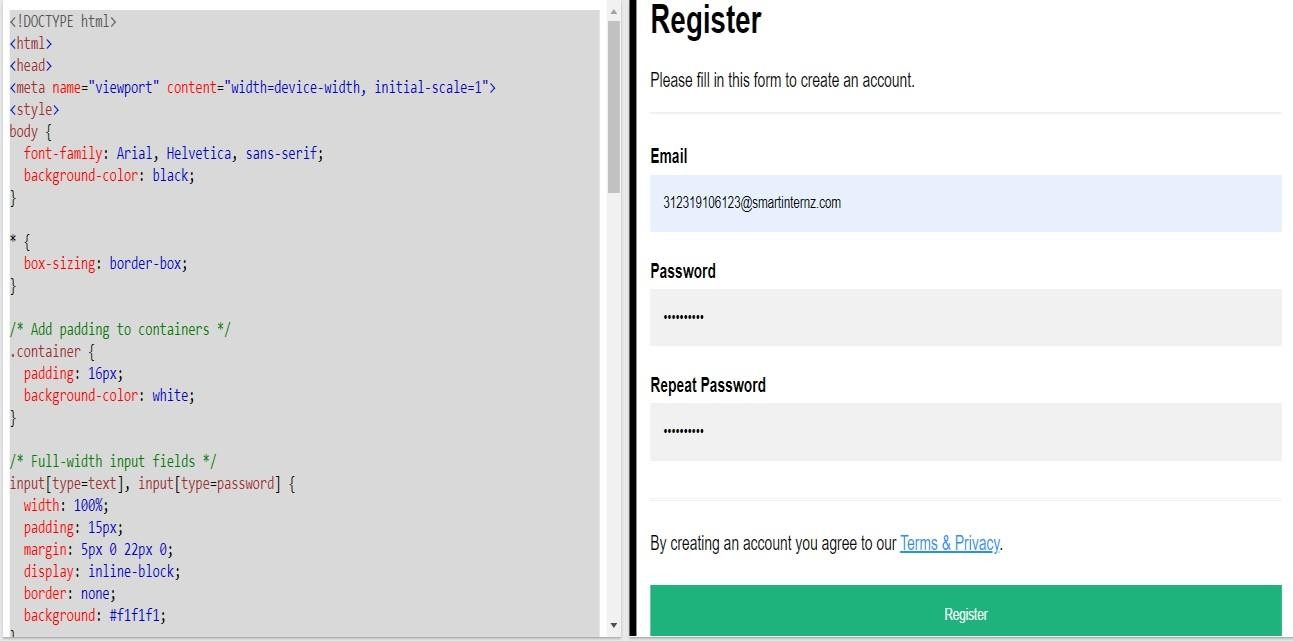 <!DOCTYPE html>
<html>
<head>
<meta name="viewport" content="width=device-width, initial-scale=1">
<style>
body {
  font-family: Arial, Helvetica, sans-serif;
  background-color: black;
}

* {
  box-sizing: border-box;
}

/* Add padding to containers */
.container {
  padding: 16px;
  background-color: white;
}

/* Full-width input fields */
input[type=text], input[type=password] {
  width: 100%;
  padding: 15px;
  margin: 5px 0 22px 0;
  display: inline-block;
  border: none;
  background: #f1f1f1;
}
Register
Please fill in this form to create an account.
Email
312319106123@smartinternz.com
Password
••••••••••
Repeat Password
••••••••••
By creating an account you agree to our Terms & Privacy.
Register